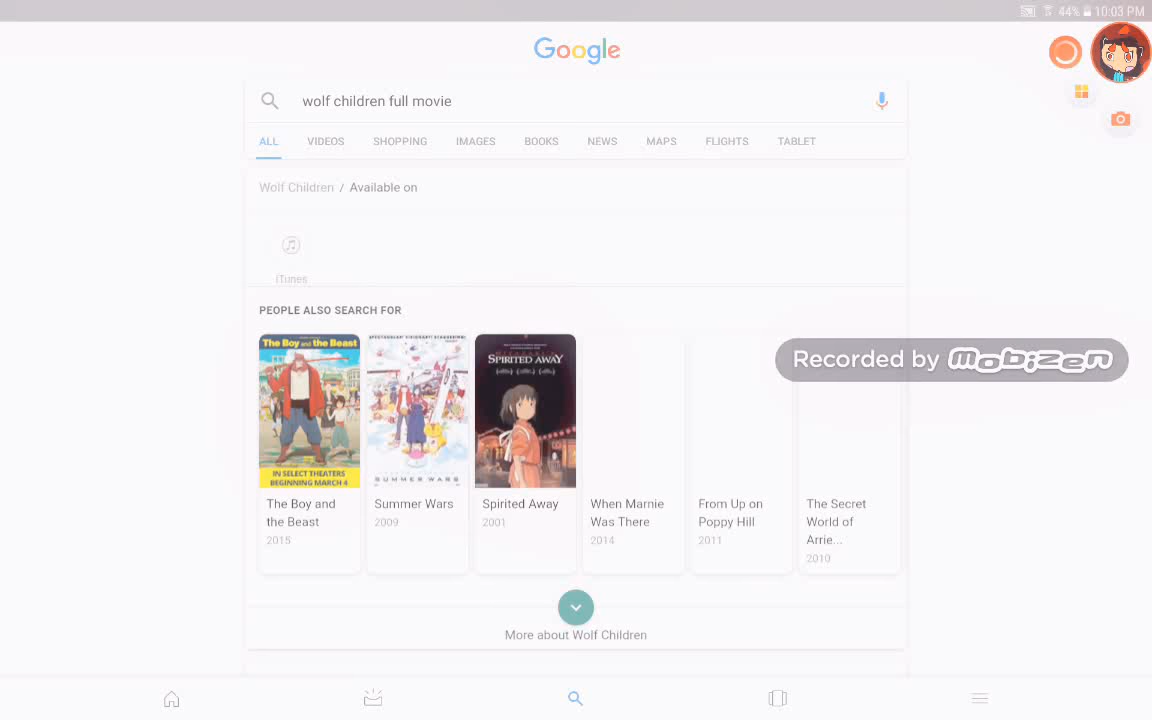 44% 10:03 PM
Google
wolf children full movie
ALL VIDEOS SHOPPING IMAGES BOOKS NEWS MAPS FLIGHTS TABLET
Wolf Children / Available on
iTunes
PEOPLE ALSO SEARCH FOR
The Boy and the Beast
IN SELECT THEATERS
BEGINNING MARCH 4
SUMMER WARS
SPIRITED AWAY
Recorded by mobizen
The Boy and
the Beast
2015
Summer Wars
2009
Spirited Away
2001
When Marnie
Was There
2014
From Up on
Poppy Hill
2011
The Secret
World of
Arrie...
2010
More about Wolf Children